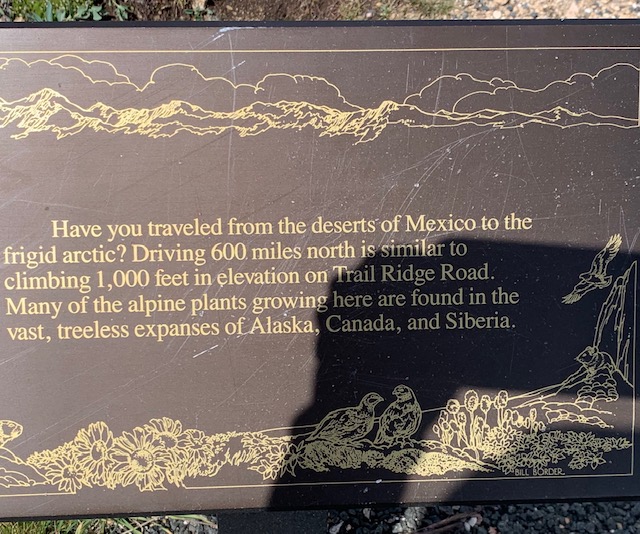 Have you traveled from the deserts of Mexico to the
frigid arctic? Driving 600 miles north is similar to
climbing 1,000 feet in elevation on Trail Ridge Road.
Many of the alpine plants growing here are found in the
vast, treeless expanses of Alaska, Canada, and Siberia.
BILL BORDER